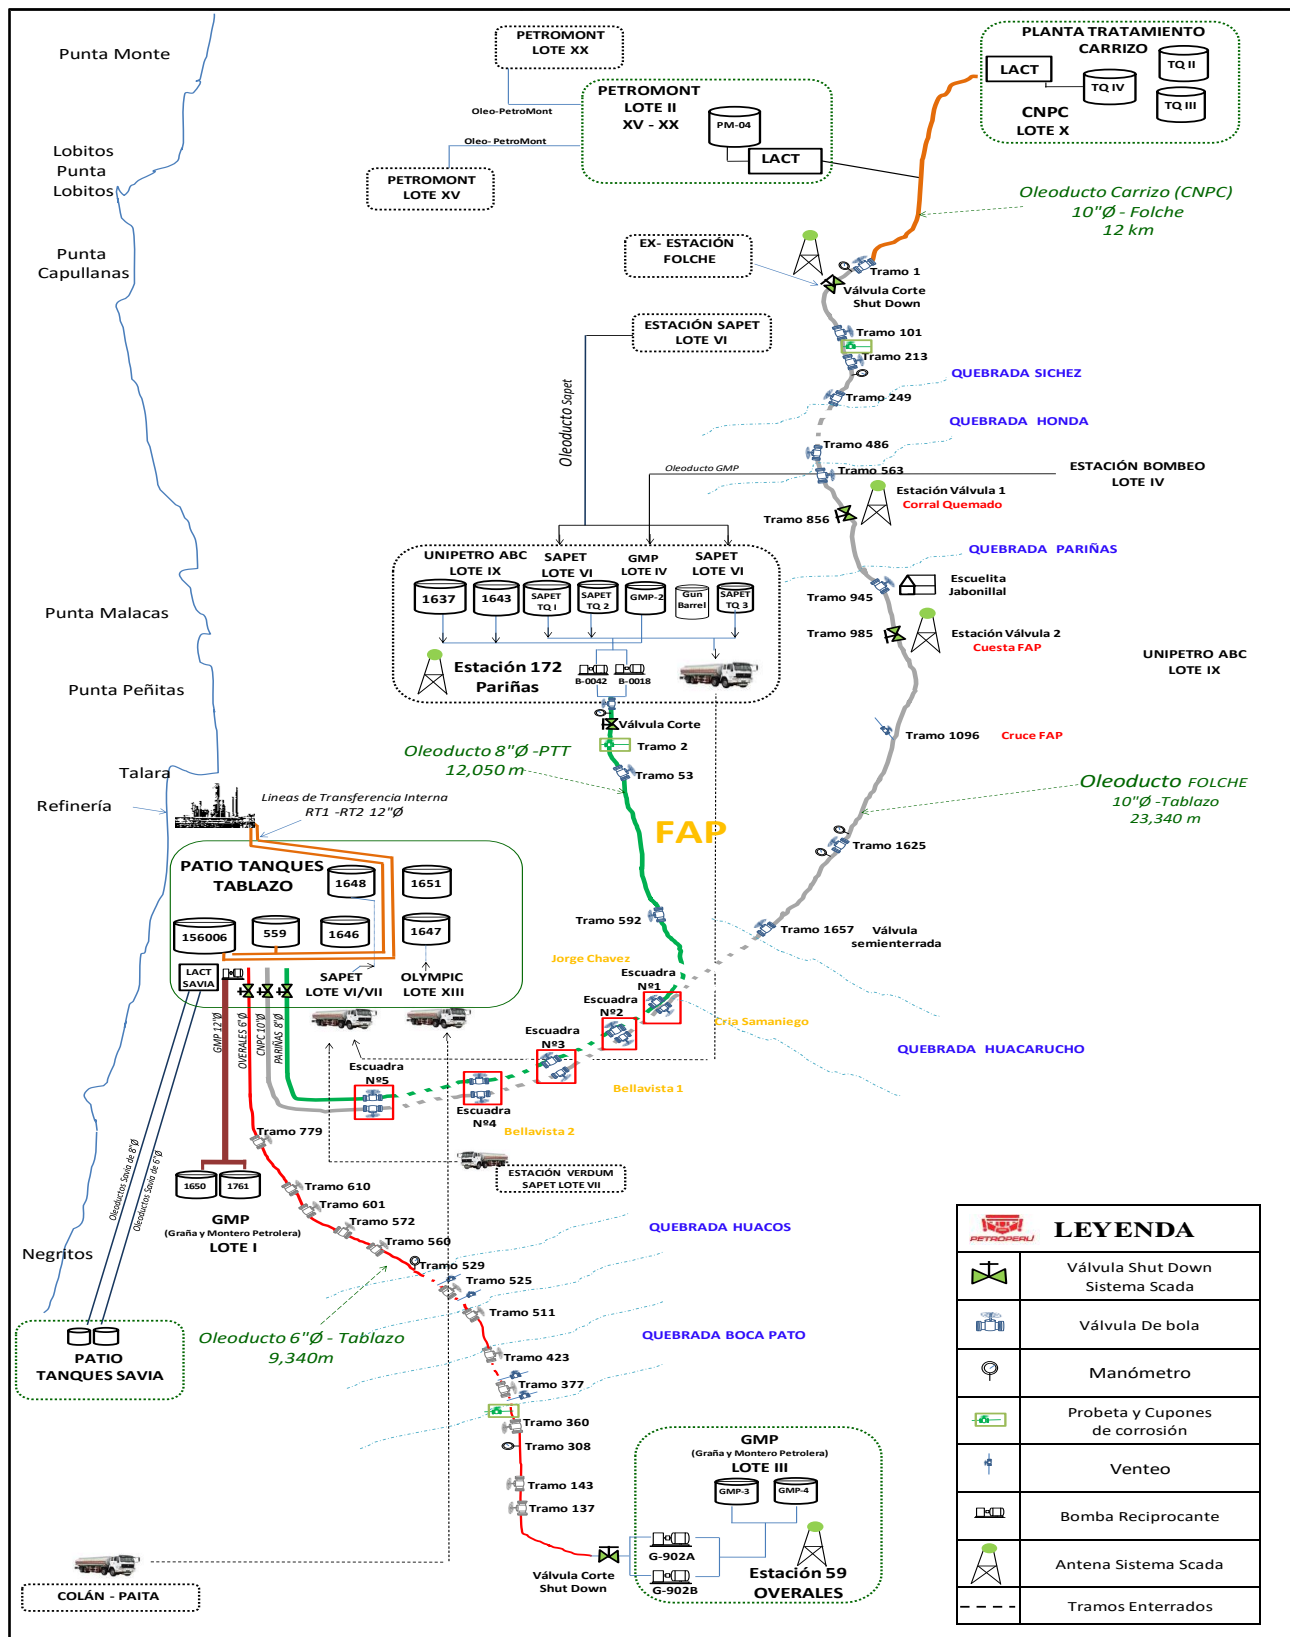 Punta Monte
Lobitos
Punta
Lobitos
Punta
Capullanas
Punta Malacas
Punta Peñitas
Talara
Refinería
Negritos
PETROMONT
LOTE XX
Oleo-PetroMont
Oleo- PetroMont
PETROMONT
LOTE XV
PETROMONT
LOTE II
XV - XX
PM-04
LACT
PLANTA TRATAMIENTO
CARRIZO
LACT
TQ II
TQ IV
TQ III
CNPC
LOTE X
Oleoducto Carrizo (CNPC)
10"Ø - Folche
12 km
EX- ESTACIÓN
FOLCHE
Tramo 1
Válvula Corte
Shut Down
ESTACIÓN SAPET
LOTE VI
Oleoducto Sapet
Tramo 101
Tramo 213
QUEBRADA SICHEZ
Tramo 249
QUEBRADA HONDA
Tramo 486
Oleoducto GMP
Tramo 563
ESTACIÓN BOMBEO
LOTE IV
Estación Válvula 1
Corral Quemado
Tramo 856
QUEBRADA PARIÑAS
Escuelita
Jabonillal
Tramo 945
Tramo 985
Estación Válvula 2
Cuesta FAP
UNIPETRO ABC
LOTE IX
Tramo 1096
Cruce FAP
Oleoducto FOLCHE
10"Ø -Tablazo
23,340 m
Tramo 1625
Tramo 1657
Válvula
semienterrada
UNIPETRO ABC
LOTE IX
SAPET
LOTE VI
GMP
LOTE IV
SAPET
LOTE VI
1637
1643
SAPET
TQ I
SAPET
TQ 2
GMP-2
Gun
Barrel
SAPET
TQ 3
Estación 172
Pariñas
B-0042
B-0018
Válvula Corte
Tramo 2
Oleoducto 8"Ø -PTT
12,050 m
Tramo 53
FAP
Tramo 592
Jorge Chavez
Escuadra
Nº1
Escuadra
Nº2
Cria Samaniego
Escuadra
Nº3
QUEBRADA HUACARUCHO
Bellavista 1
Escuadra
Nº4
Bellavista 2
Escuadra
Nº5
Lineas de Transferencia Interna
RT1 -RT2 12"Ø
PATIO TANQUES
TABLAZO
1648
1651
156006
559
1646
1647
LACT
SAVIA
SAPET
LOTE VI/VII
OLYMPIC
LOTE XIII
GMP 12"Ø
OVERALES 6"Ø
CNPC 10"Ø
PARIÑAS 8"Ø
Oleoductos Savia de 8"Ø
Oleoductos Savia de 6"Ø
Tramo 779
1650
1761
GMP
(Graña y Montero Petrolera)
LOTE I
ESTACIÓN VERDUM
SAPET LOTE VII
Tramo 610
Tramo 601
Tramo 572
Tramo 560
Tramo 529
Tramo 525
Tramo 511
QUEBRADA HUACOS
QUEBRADA BOCA PATO
Oleoducto 6"Ø - Tablazo
9,340m
PATIO
TANQUES SAVIA
Tramo 423
Tramo 377
Tramo 360
Tramo 308
Tramo 143
Tramo 137
GMP
(Graña y Montero Petrolera)
LOTE III
GMP-3
GMP-4
G-902A
G-902B
Estación 59
OVERALES
Válvula Corte
Shut Down
COLÁN - PAITA
PETROPERÚ
LEYENDA
Válvula Shut Down
Sistema Scada
Válvula De bola
Manómetro
Probeta y Cupones
de corrosión
Venteo
Bomba Reciprocante
Antena Sistema Scada
Tramos Enterrados